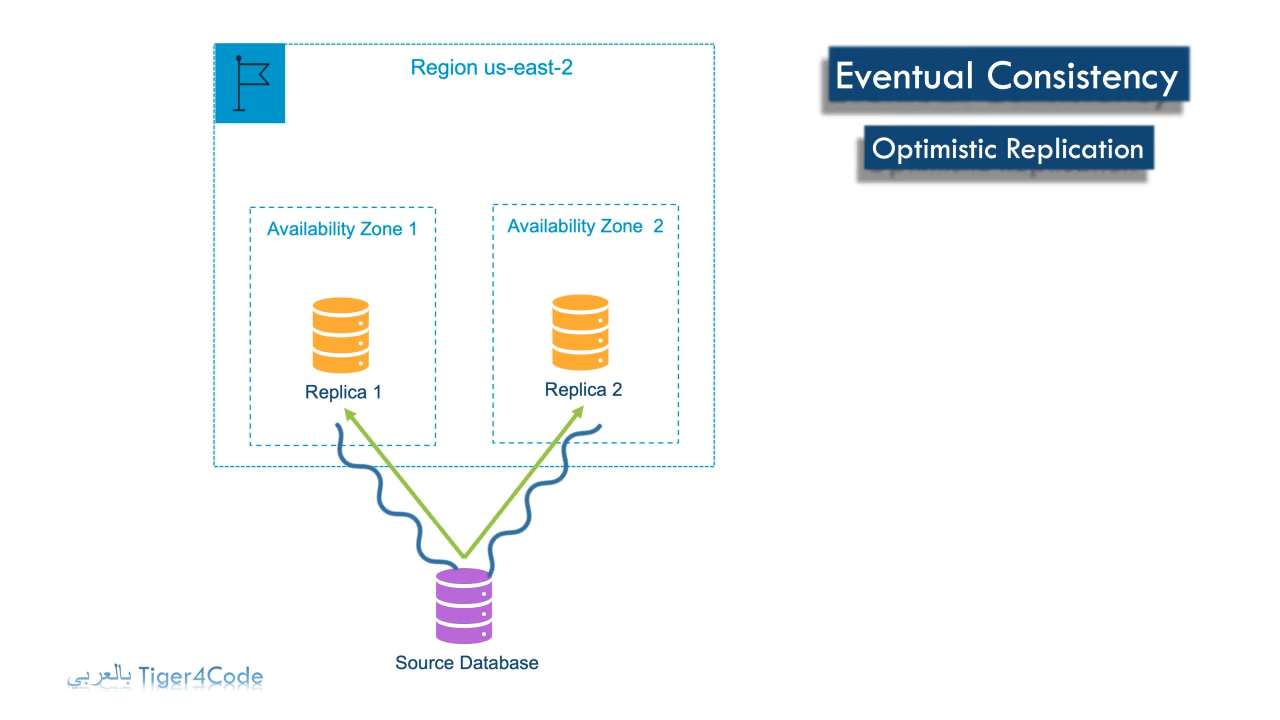 Region us-east-2
Eventual Consistency
Optimistic Replication
Availability Zone 1
Availability Zone 2
Replica 1
Replica 2
Source Database
بالعربي Tiger4Code